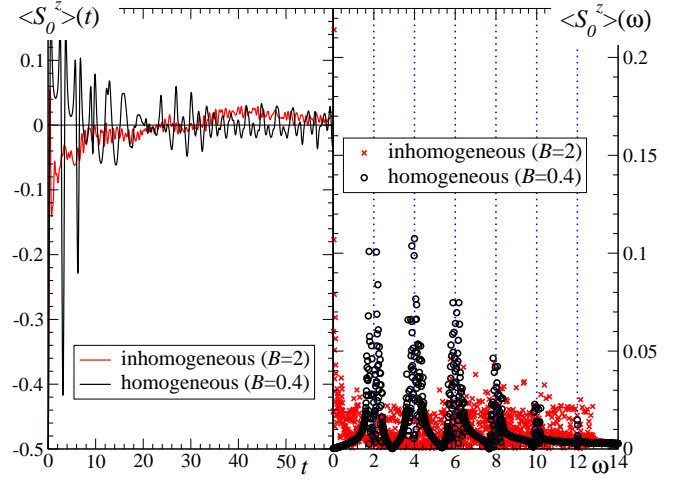 <S₀ᶻ>(t)
<S₀ᶻ>(ω)
0.1
0
-0.1
-0.2
-0.3
-0.4
-0.5
inhomogeneous (B=2)
homogeneous (B=0.4)
0 10 20 30 40 50
t
inhomogeneous (B=2)
homogeneous (B=0.4)
0.2
0.15
0.1
0.05
0
0 2 4 6 8 10 12 14
ω